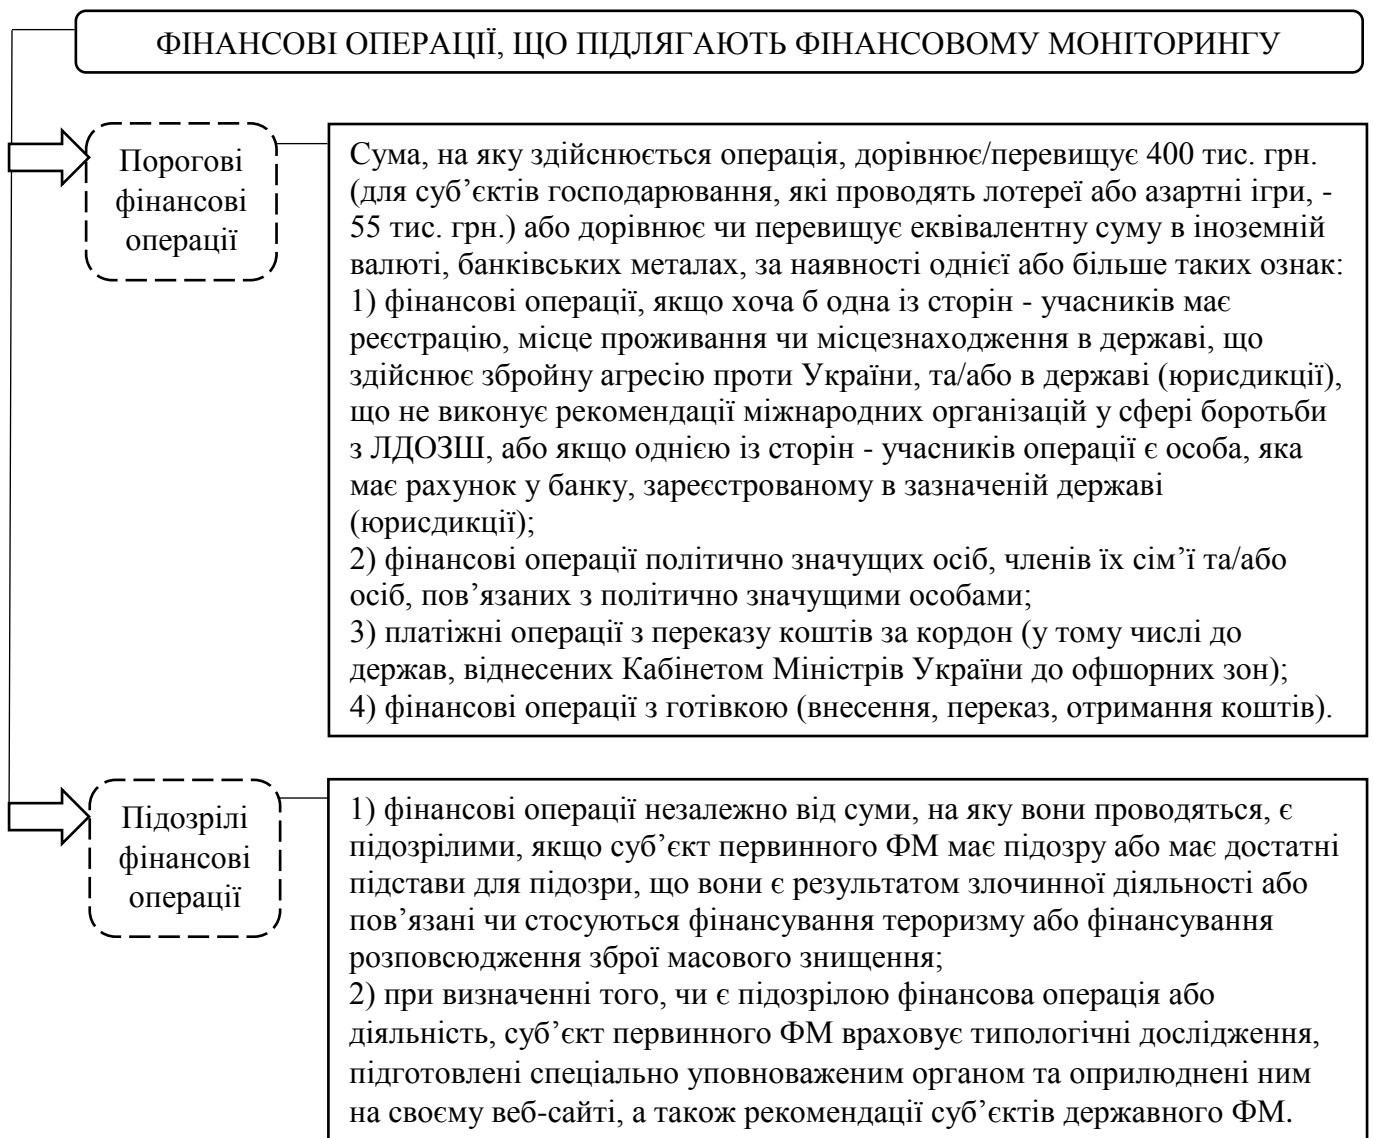 ФІНАНСОВІ ОПЕРАЦІЇ, ЩО ПІДЛЯГАЮТЬ ФІНАНСОВОМУ МОНІТОРИНГУ
Порогові
фінансові
операції
Сума, на яку здійснюється операція, дорівнює/перевищує 400 тис. грн.
(для суб’єктів господарювання, які проводять лотереї або азартні ігри, -
55 тис. грн.) або дорівнює чи перевищує еквівалентну суму в іноземній
валюті, банківських металах, за наявності однієї або більше таких ознак:
1) фінансові операції, якщо хоча б одна із сторін - учасників має
реєстрацію, місце проживання чи місцезнаходження в державі, що
здійснює збройну агресію проти України, та/або в державі (юрисдикції),
що не виконує рекомендації міжнародних організацій у сфері боротьби
з ЛДОЗШ, або якщо однією із сторін - учасників операції є особа, яка
має рахунок у банку, зареєстрованому в зазначеній державі
(юрисдикції);
2) фінансові операції політично значущих осіб, членів їх сім’ї та/або
осіб, пов’язаних з політично значущими особами;
3) платіжні операції з переказу коштів за кордон (у тому числі до
держав, віднесених Кабінетом Міністрів України до офшорних зон);
4) фінансові операції з готівкою (внесення, переказ, отримання коштів).
Підозрілі
фінансові
операції
1) фінансові операції незалежно від суми, на яку вони проводяться, є
підозрілими, якщо суб’єкт первинного ФМ має підозру або має достатні
підстави для підозри, що вони є результатом злочинної діяльності або
пов’язані чи стосуються фінансування тероризму або фінансування
розповсюдження зброї масового знищення;
2) при визначенні того, чи є підозрілою фінансова операція або
діяльність, суб’єкт первинного ФМ враховує типологічні дослідження,
підготовлені спеціально уповноваженим органом та оприлюднені ним
на своєму веб-сайті, а також рекомендації суб’єктів державного ФМ.